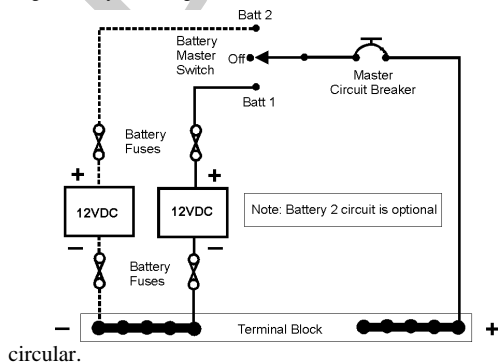 Batt 2
Battery
Master
Switch
Off
Batt 1
Master
Circuit Breaker
Battery
Fuses
+
+
12VDC
12VDC
Note: Battery 2 circuit is optional
−
−
Battery
Fuses
−
Terminal Block
+
circular.